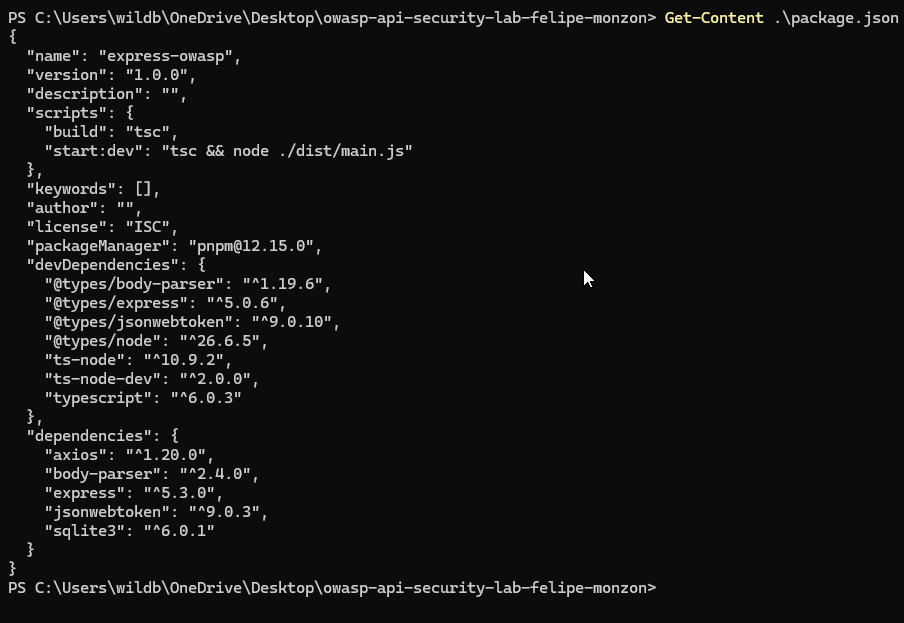 PS C:\Users\wildb\OneDrive\Desktop\owasp-api-security-lab-felipe-monzon> Get-Content .\package.json
{
  "name": "express-owasp",
  "version": "1.0.0",
  "description": "",
  "scripts": {
    "build": "tsc",
    "start:dev": "tsc && node ./dist/main.js"
  },
  "keywords": [],
  "author": "",
  "license": "ISC",
  "packageManager": "pnpm@12.15.0",
  "devDependencies": {
    "@types/body-parser": "^1.19.6",
    "@types/express": "^5.0.6",
    "@types/jsonwebtoken": "^9.0.10",
    "@types/node": "^26.6.5",
    "ts-node": "^10.9.2",
    "ts-node-dev": "^2.0.0",
    "typescript": "^6.0.3"
  },
  "dependencies": {
    "axios": "^1.20.0",
    "body-parser": "^2.4.0",
    "express": "^5.3.0",
    "jsonwebtoken": "^9.0.3",
    "sqlite3": "^6.0.1"
  }
}
PS C:\Users\wildb\OneDrive\Desktop\owasp-api-security-lab-felipe-monzon>